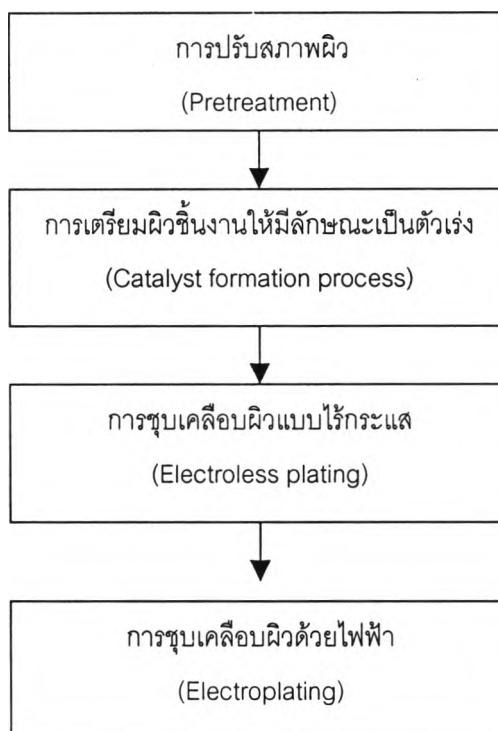 การปรับสภาพผิว
(Pretreatment)
การเตรียมผิวชิ้นงานให้มีลักษณะเป็นตัวเร่ง
(Catalyst formation process)
การชุบเคลือบผิวแบบไร้กระแส
(Electroless plating)
การชุบเคลือบผิวด้วยไฟฟ้า
(Electroplating)